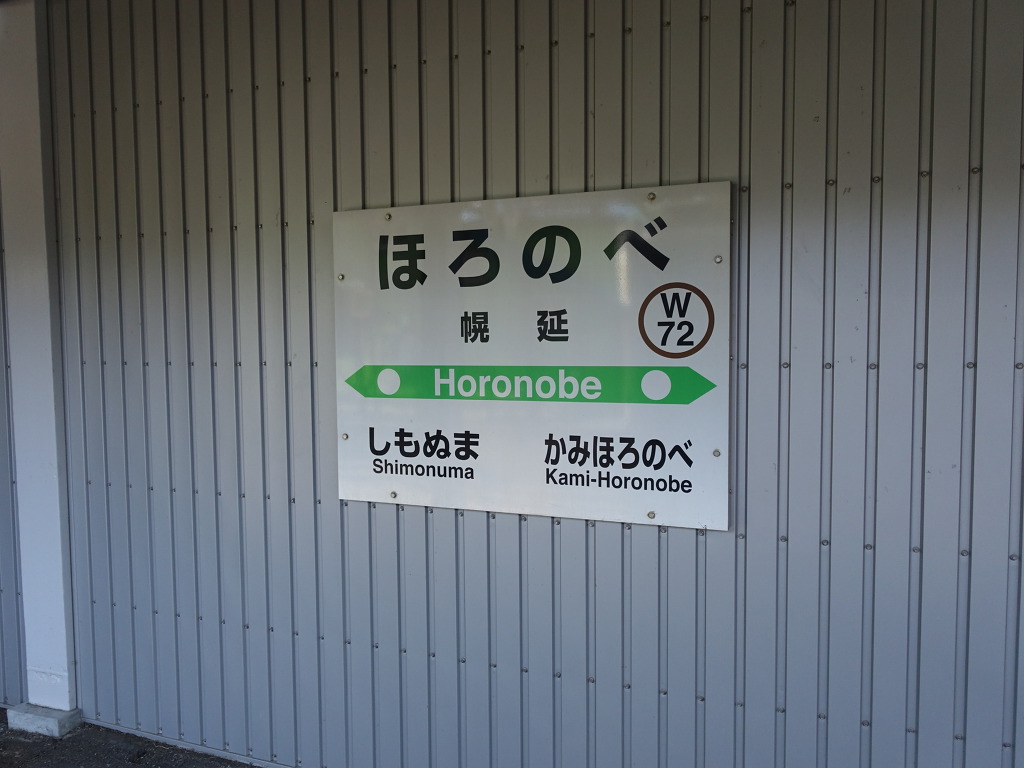 ほろのべ
幌延
W
72
Horonobe
しもぬま
Shimonuma
かみほろのべ
Kami-Horonobe